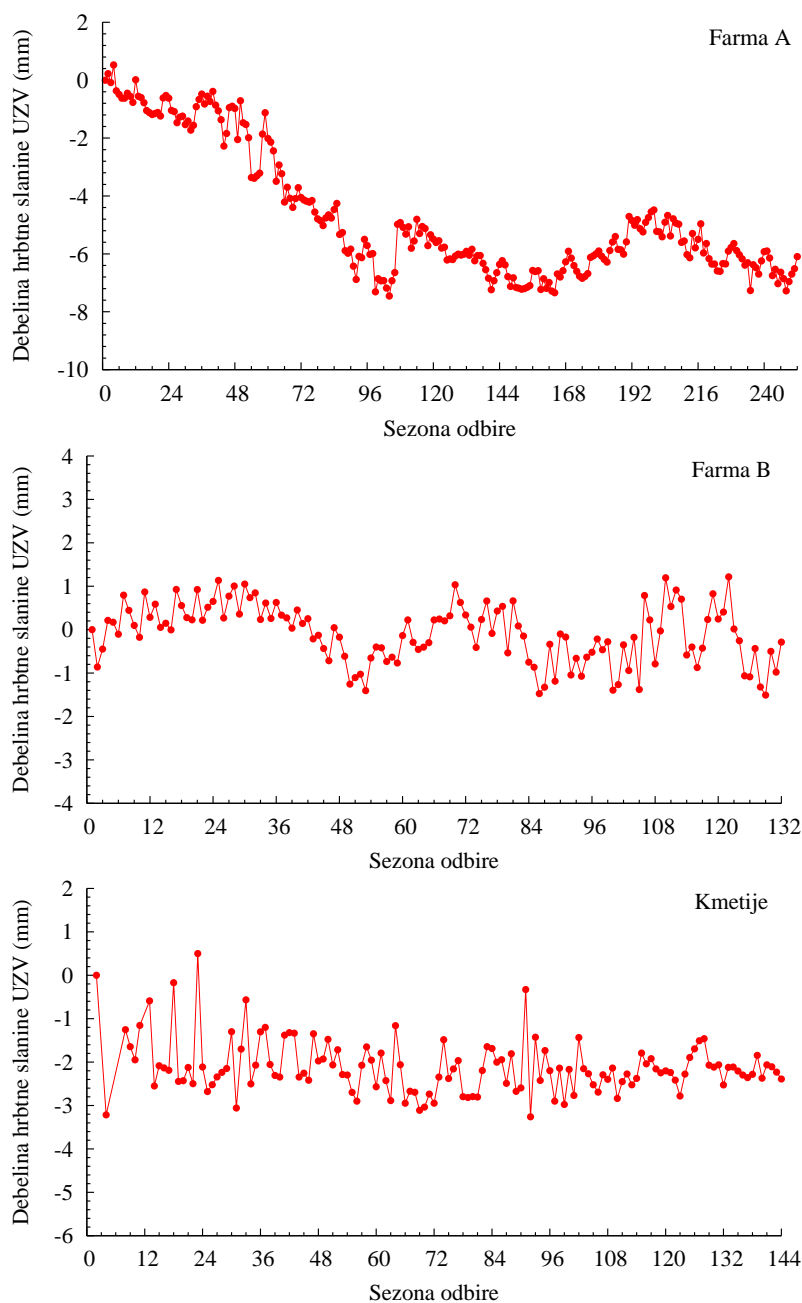 Farma A
Debelina hrbtne slanine UZV (mm)
2
0
-2
-4
-6
-8
-10
0 24 48 72 96 120 144 168 192 216 240
Sezona odbire
Farma B
Debelina hrbtne slanine UZV (mm)
4
3
2
1
0
-1
-2
-3
-4
0 12 24 36 48 60 72 84 96 108 120 132
Sezona odbire
Kmetije
Debelina hrbtne slanine UZV (mm)
2
1
0
-1
-2
-3
-4
-5
-6
0 12 24 36 48 60 72 84 96 108 120 132 144
Sezona odbire